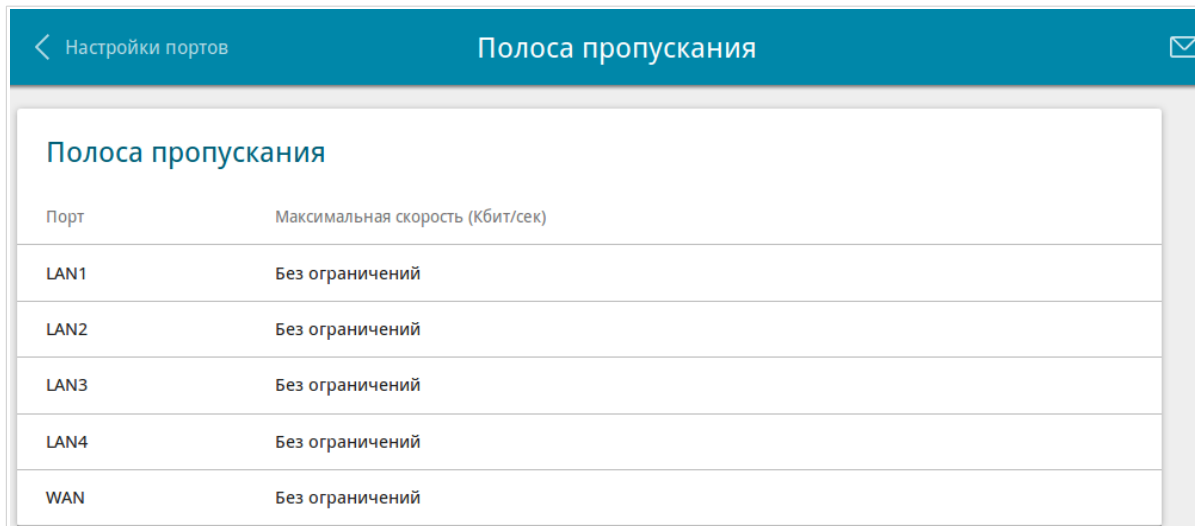 Настройки портов Полоса пропускания
Полоса пропускания
Порт Максимальная скорость (Кбит/сек)
LAN1 Без ограничений
LAN2 Без ограничений
LAN3 Без ограничений
LAN4 Без ограничений
WAN Без ограничений